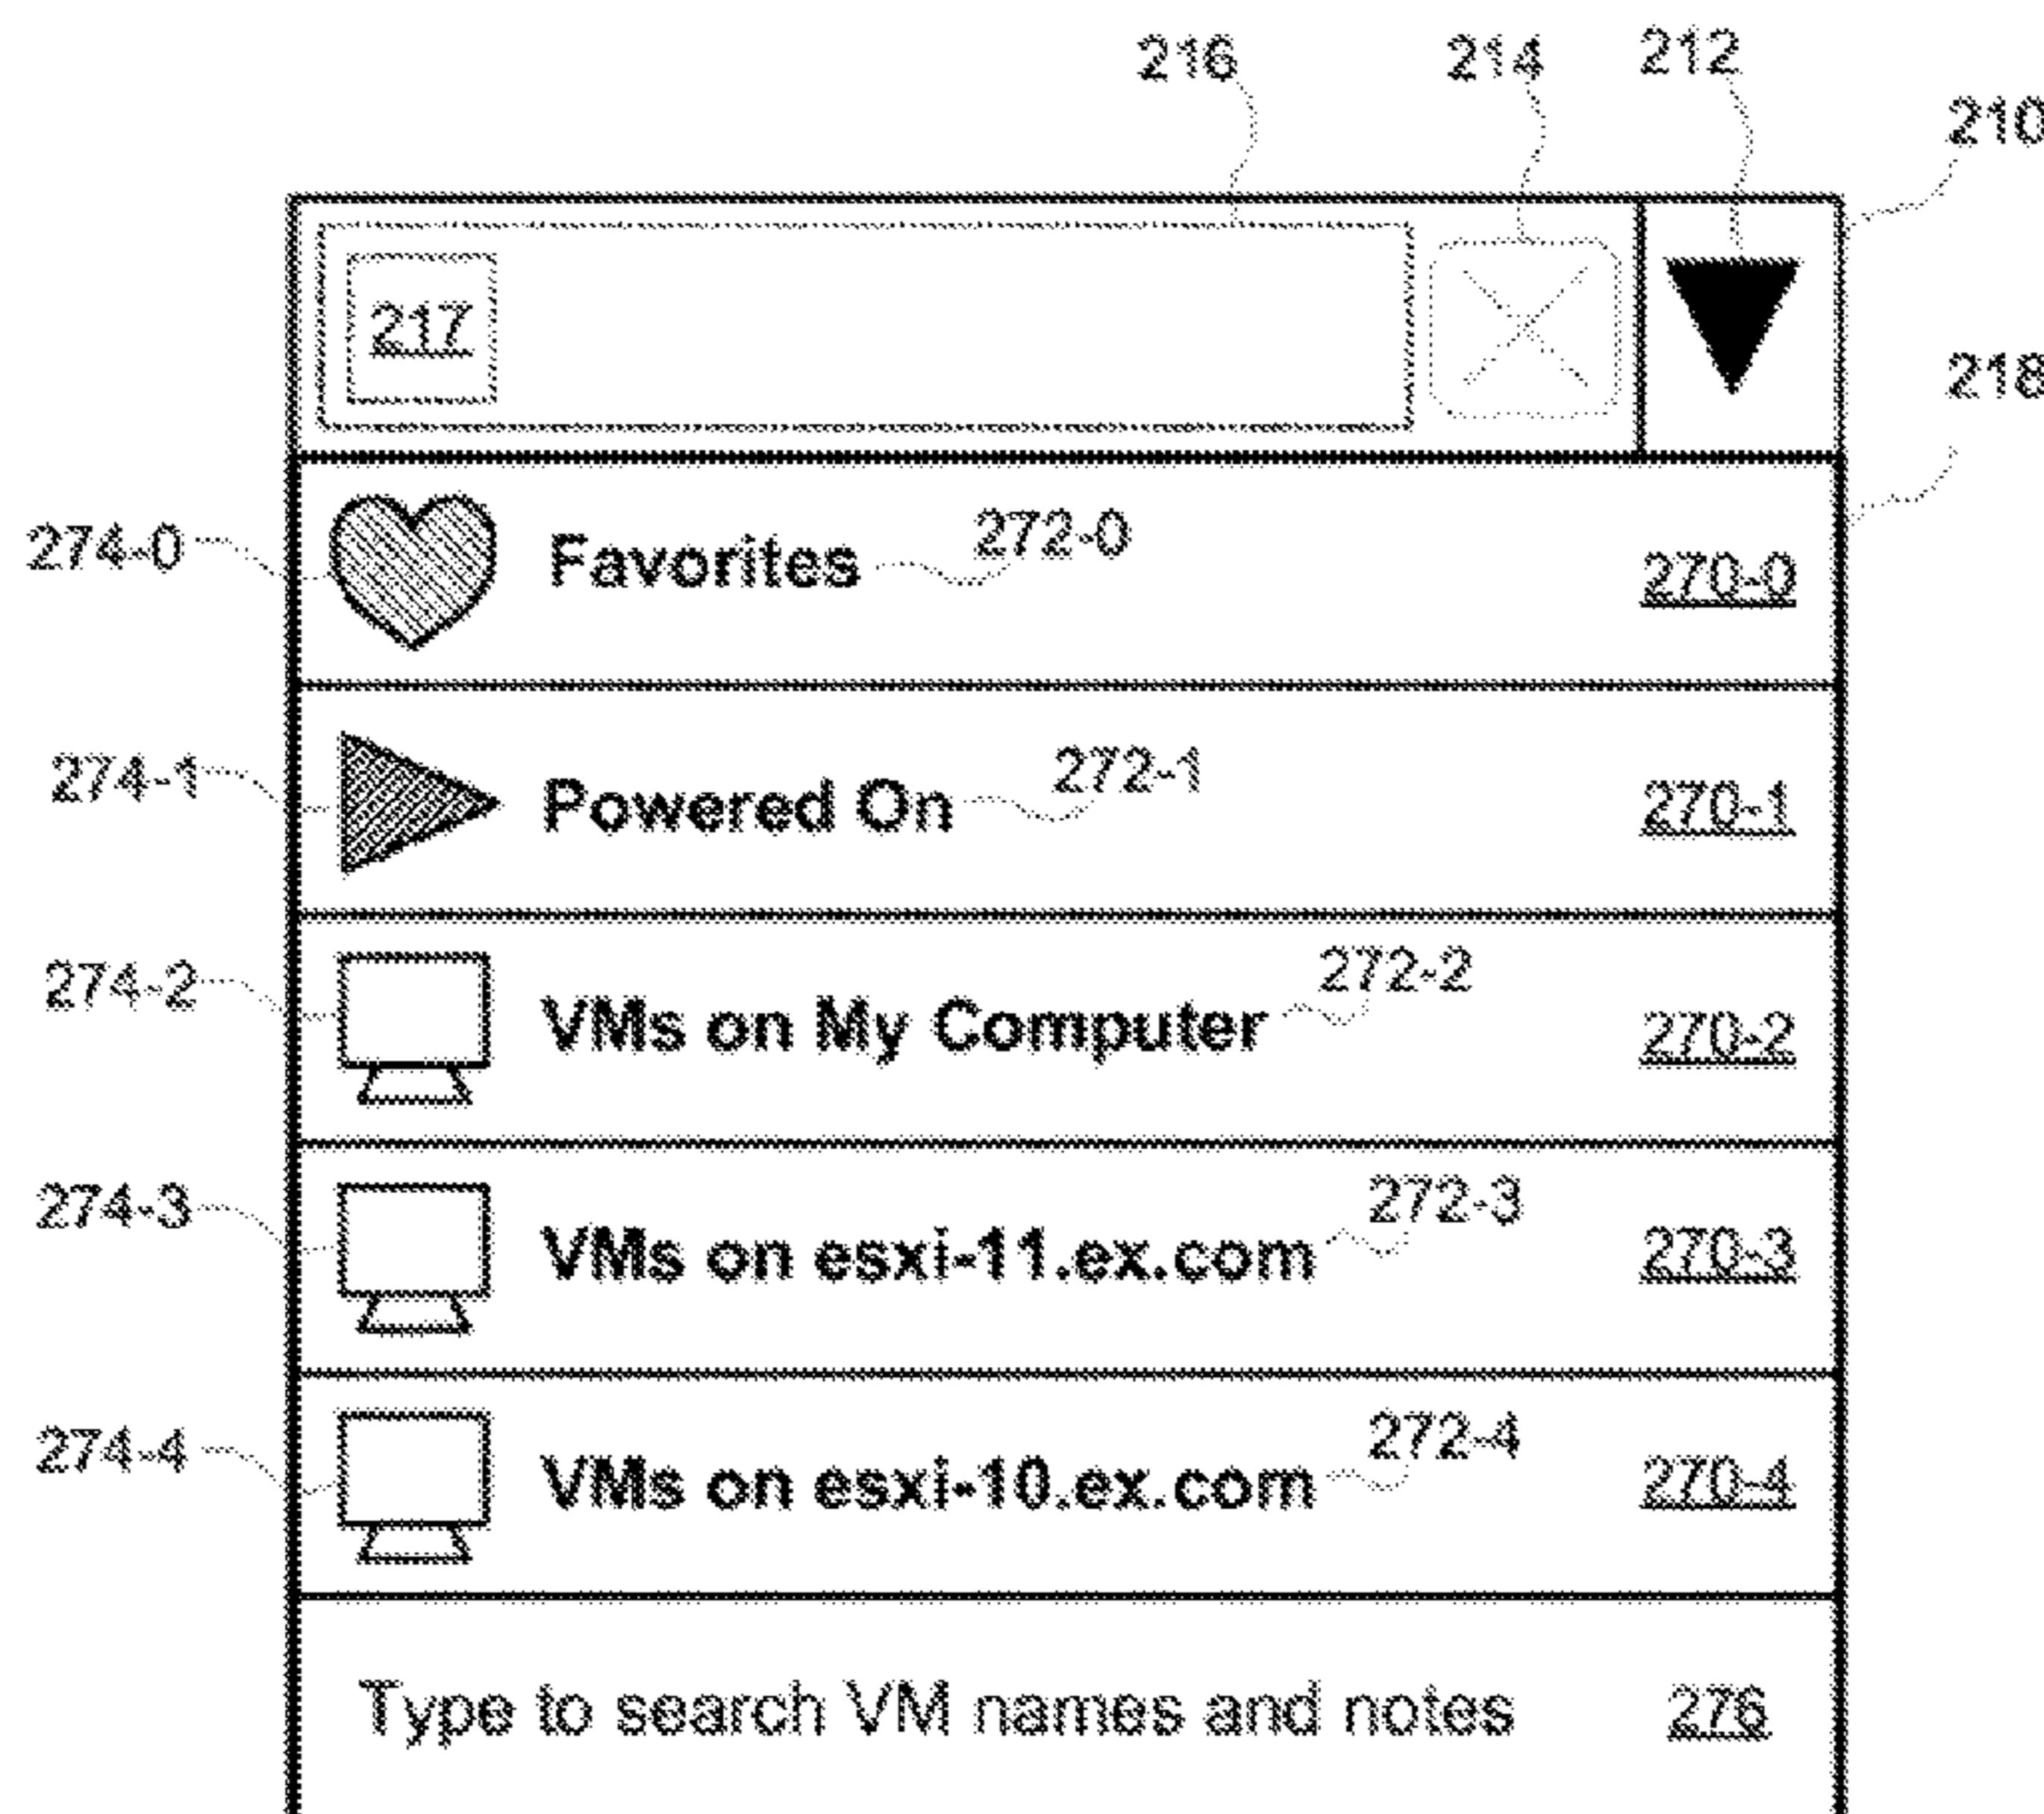 216 214 212
210
217
218
274-0 Favorites 272-0 270-0
274-1 Powered On 272-1 270-1
274-2 VMs on My Computer 272-2 270-2
274-3 VMs on esxi-11.ex.com 272-3 270-3
274-4 VMs on esxi-10.ex.com 272-4 270-4
Type to search VM names and notes 276